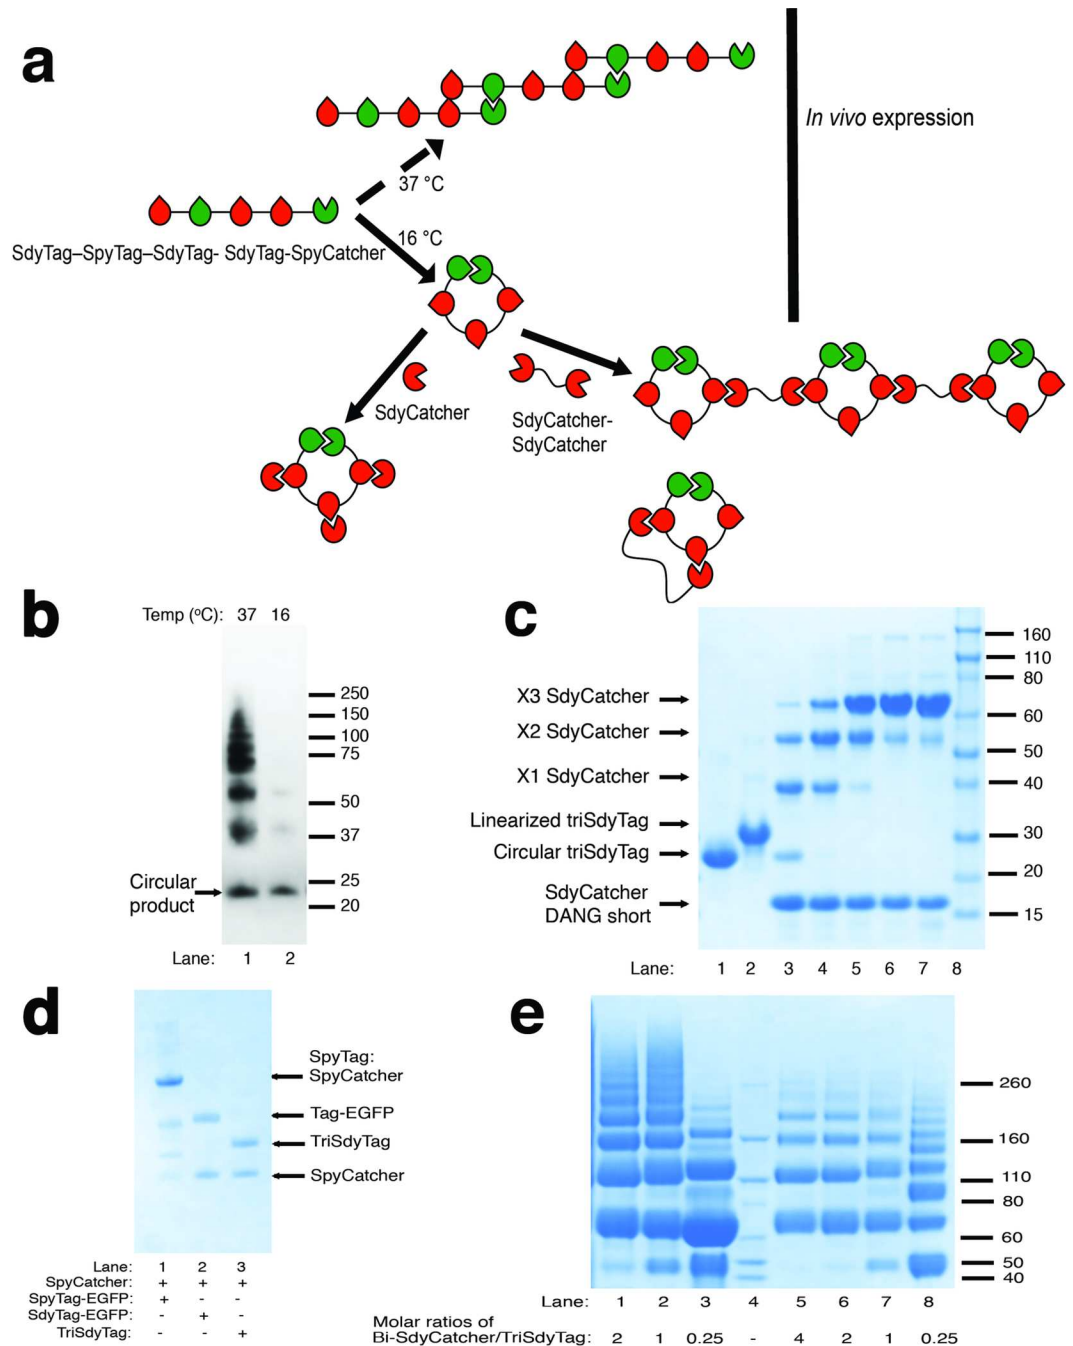 a
In vivo expression
37 °C
16 °C
SdyTag–SpyTag–SdyTag- SdyTag-SpyCatcher
SdyCatcher
SdyCatcher-
SdyCatcher
b
Temp (ºC): 37 16
250
150
100
75
50
37
25
20
Circular
product
Lane: 1 2
c
X3 SdyCatcher
X2 SdyCatcher
X1 SdyCatcher
Linearized triSdyTag
Circular triSdyTag
SdyCatcher
DANG short
160
110
80
60
50
40
30
20
15
Lane: 1 2 3 4 5 6 7 8
d
SpyTag:
SpyCatcher
Tag-EGFP
TriSdyTag
SpyCatcher
Lane: 1 2 3
SpyCatcher: + + +
SpyTag-EGFP: + - -
SdyTag-EGFP: - + -
TriSdyTag: - - +
e
260
160
110
80
60
50
40
Lane: 1 2 3 4 5 6 7 8
Molar ratios of
Bi-SdyCatcher/TriSdyTag: 2 1 0.25 - 4 2 1 0.25